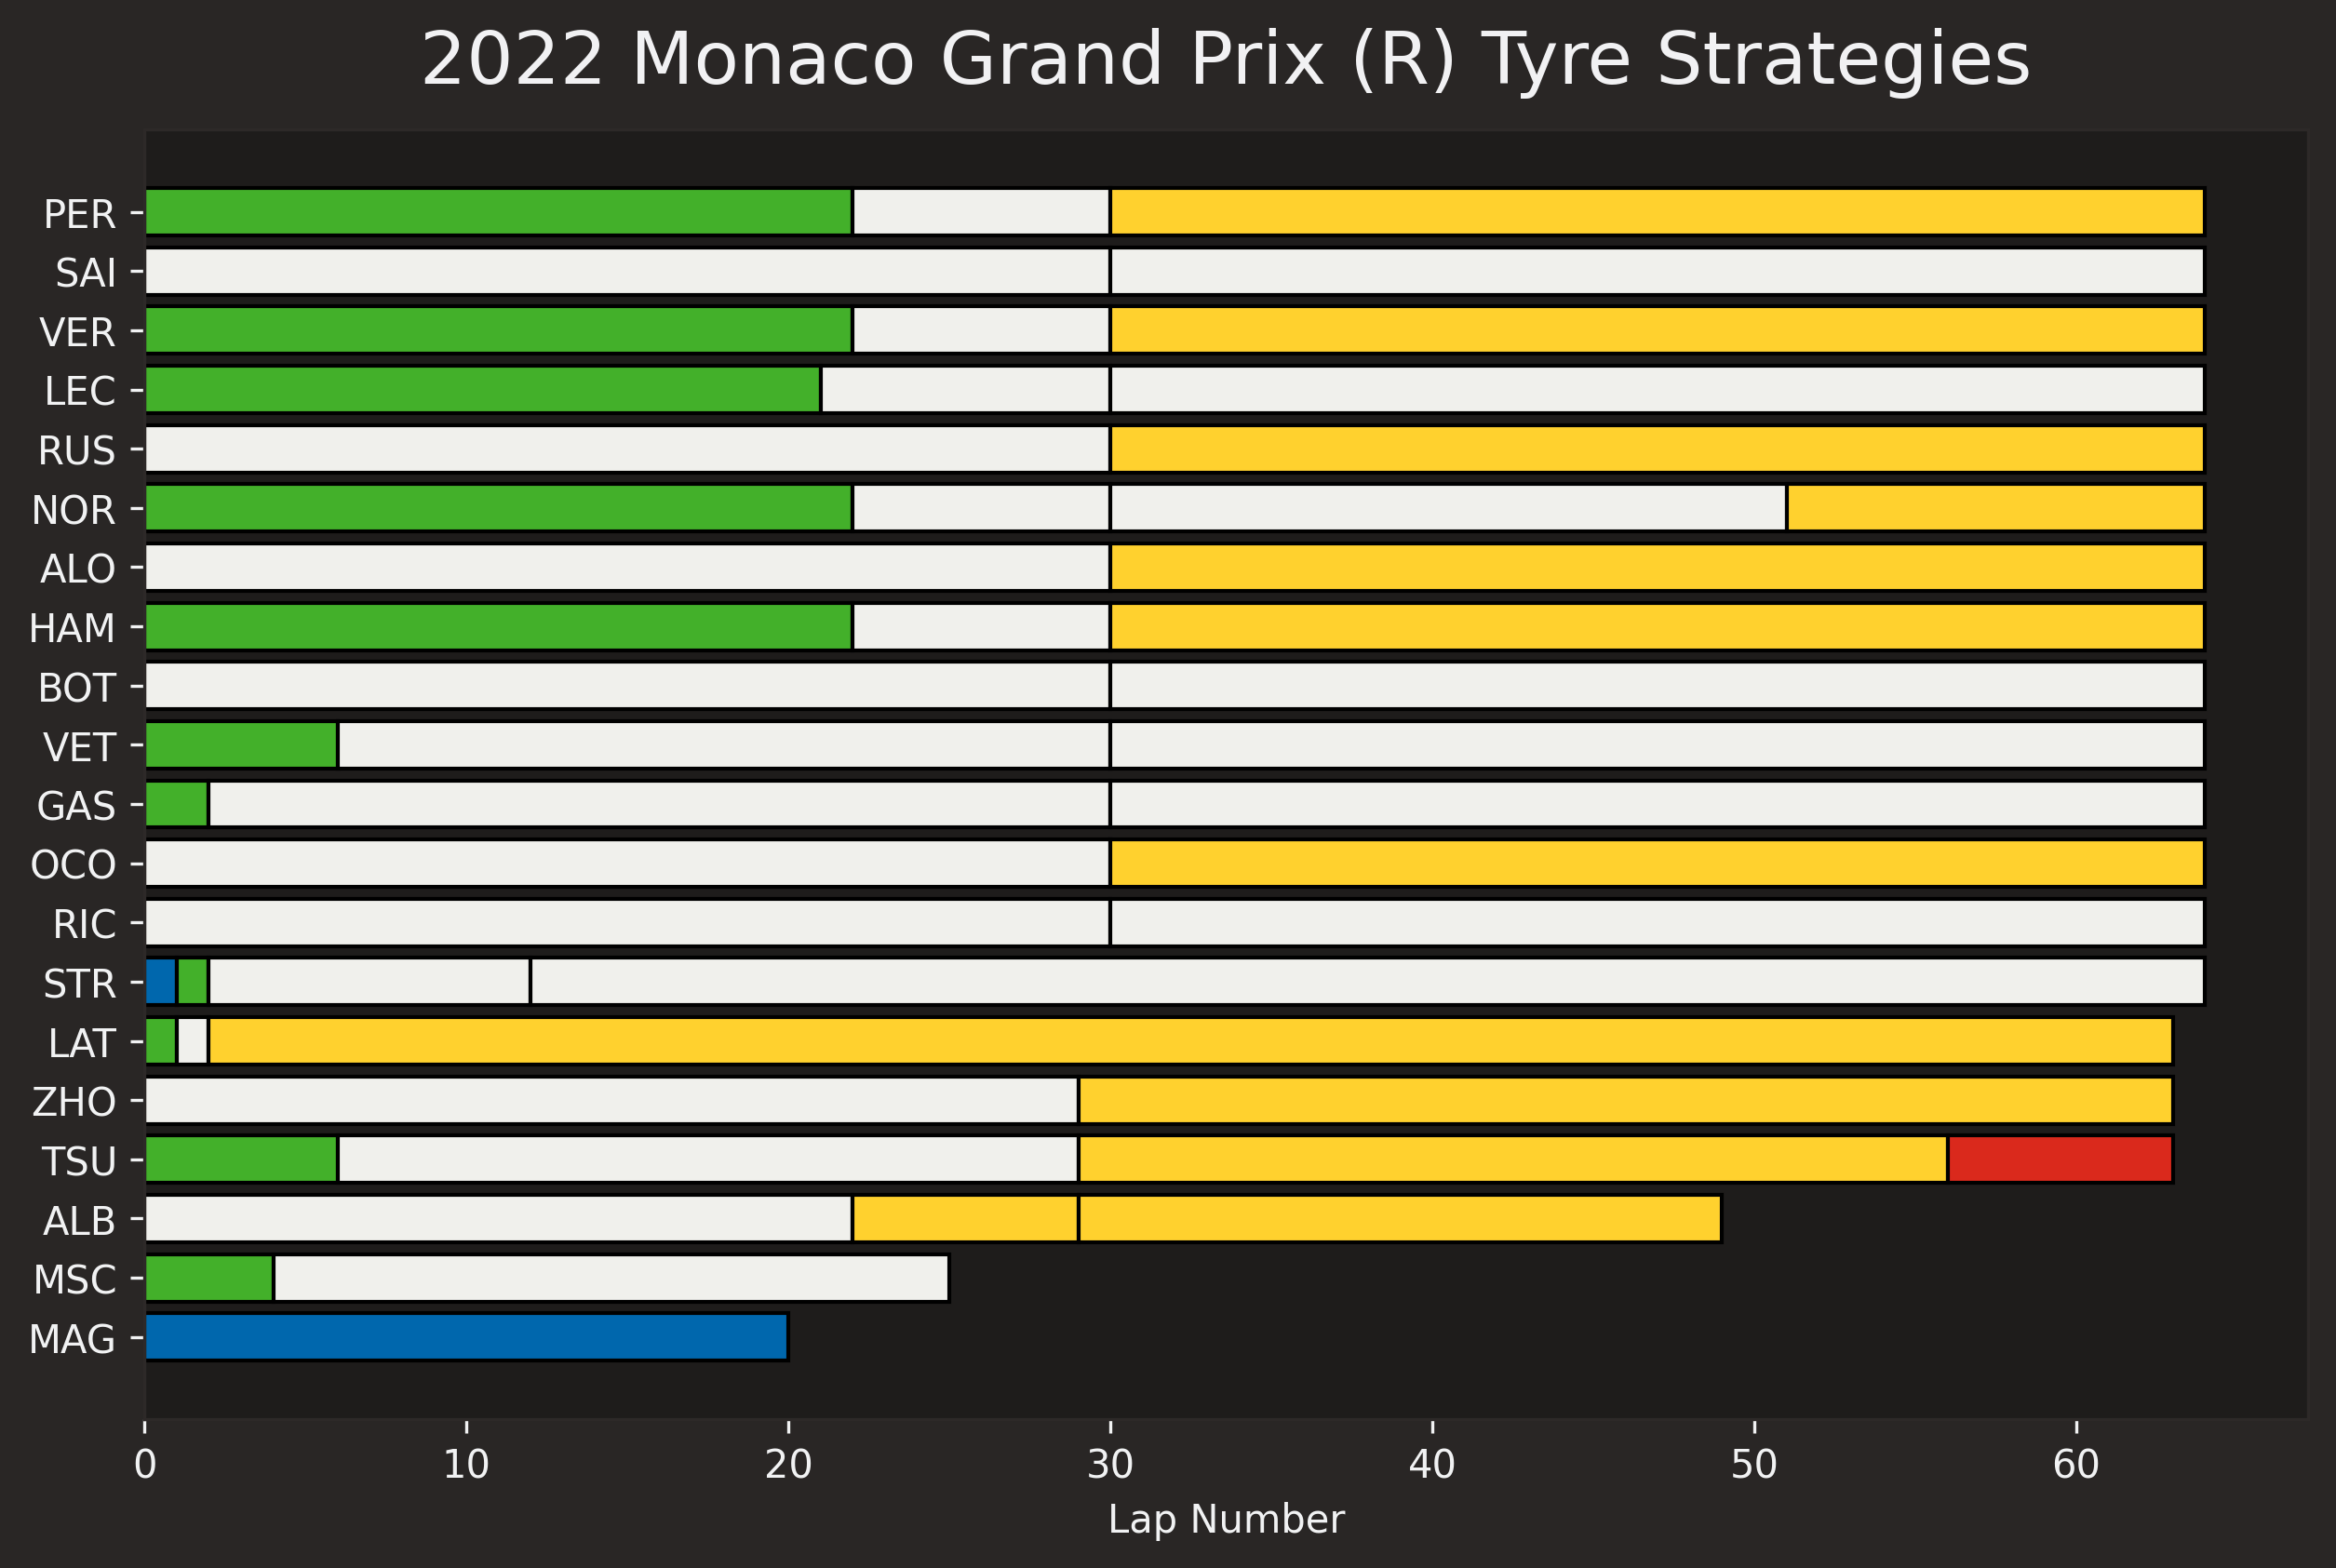 2022 Monaco Grand Prix (R) Tyre Strategies
PER
SAI
VER
LEC
RUS
NOR
ALO
HAM
BOT
VET
GAS
OCO
RIC
STR
LAT
ZHO
TSU
ALB
MSC
MAG
0 10 20 30 40 50 60
Lap Number